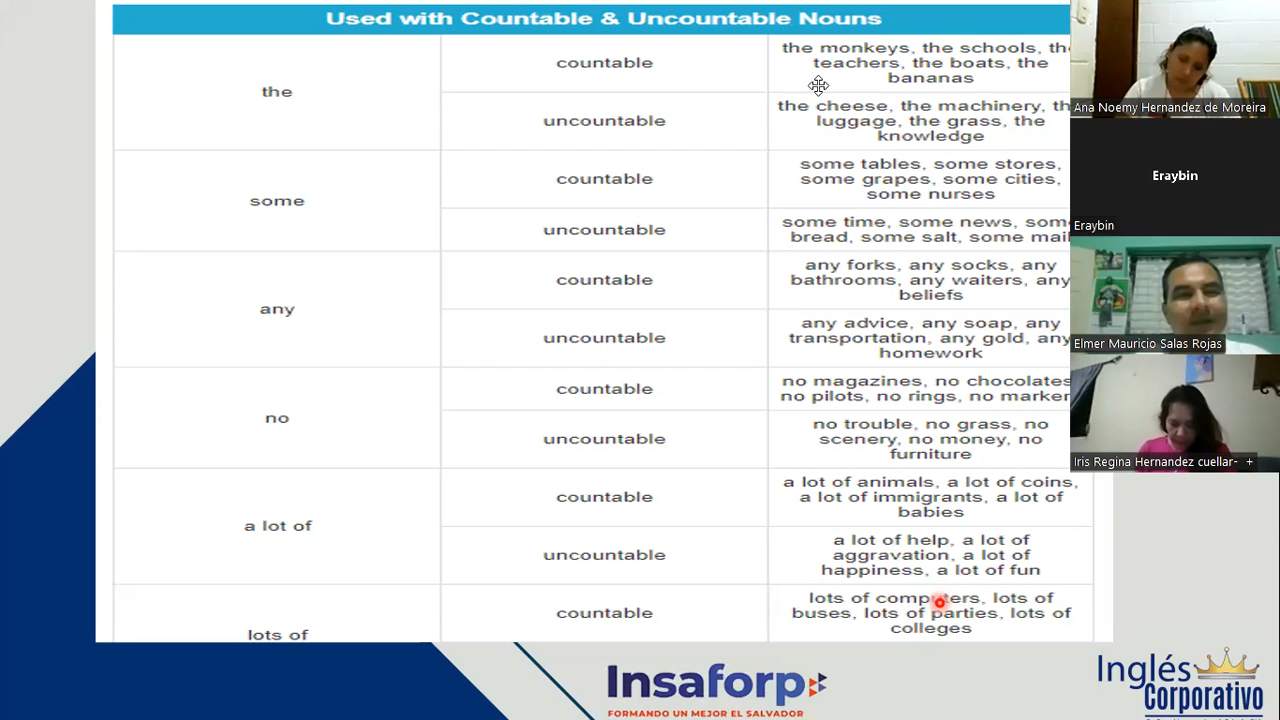 Used with Countable & Uncountable Nouns
the
countable
the monkeys, the schools, the
teachers, the boats, the
bananas
uncountable
the cheese, the machinery, th
luggage, the grass, the
knowledge
some
countable
some tables, some stores,
some grapes, some cities,
some nurses
uncountable
some time, some news, some
bread, some salt, some mail
any
countable
any forks, any socks, any
bathrooms, any waiters, any
beliefs
uncountable
any advice, any soap, any
transportation, any gold, any
homework
no
countable
no magazines, no chocolates
no pilots, no rings, no marker
uncountable
no trouble, no grass, no
scenery, no money, no
furniture
a lot of
countable
a lot of animals, a lot of coins,
a lot of immigrants, a lot of
babies
uncountable
a lot of help, a lot of
aggravation, a lot of
happiness, a lot of fun
lots of
countable
lots of computers, lots of
buses, lots of parties, lots of
colleges
Ana Noemy Hernandez de Moreira
Eraybin
Eraybin
Elmer Mauricio Salas Rojas
Iris Regina Hernandez cuellar- +
Insaforp
FORMANDO UN MEJOR EL SALVADOR
Inglés
Corporativo